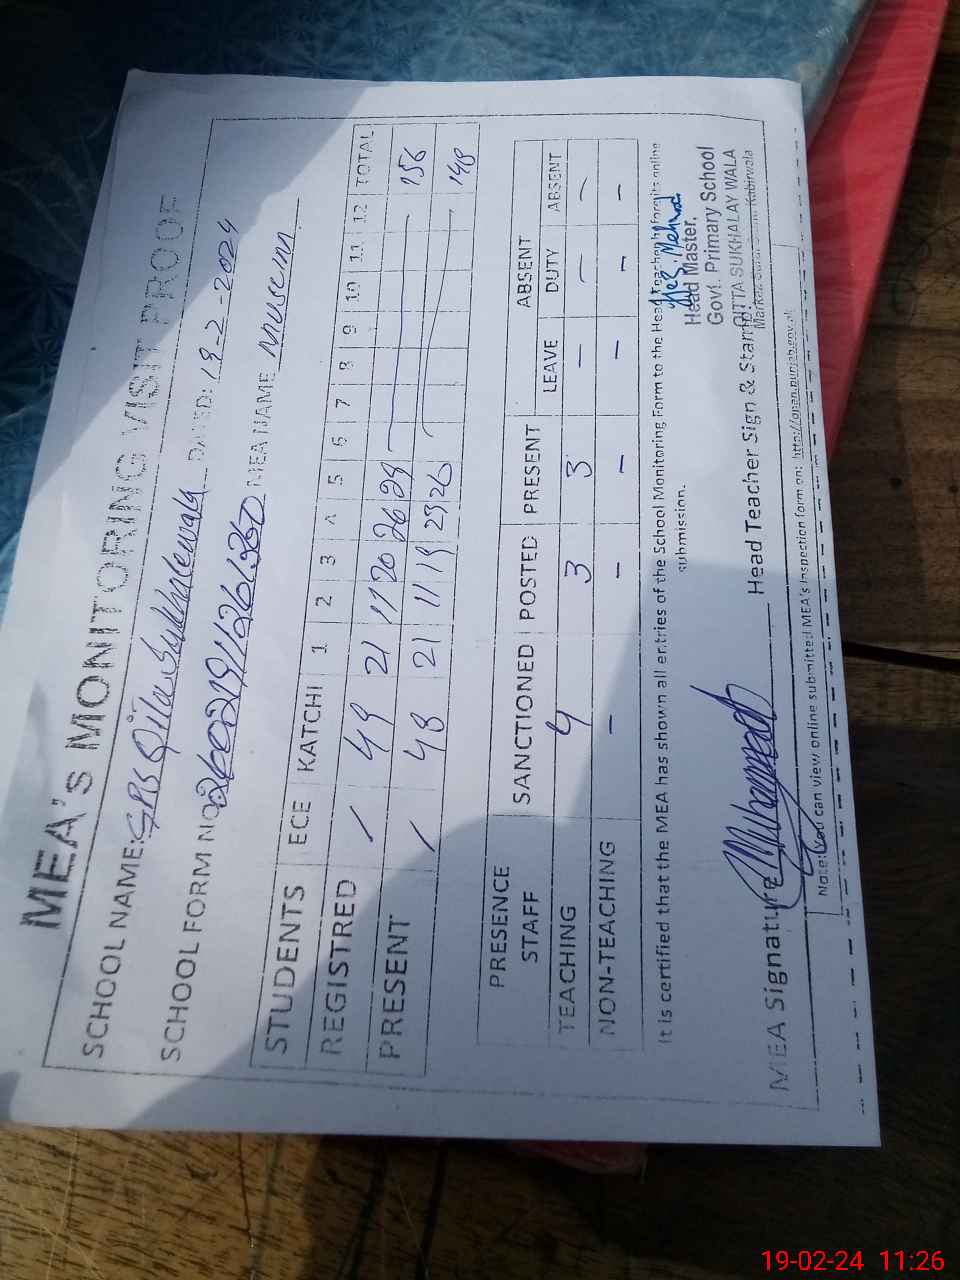 MEA's MONITORING VISIT PROOF
SCHOOL NAME: GPS Qilla Sukhalewala DATED: 19-2-2024
SCHOOL FORM NO MEA NAME
STUDENTS ECE KATCHI 1 2 3 4 5 6 7 8 9 10 11 12 TOTAL
REGISTRED / 49 21 11 20 26 29 156
PRESENT / 48 21 11 19 23 26 148
PRESENCE STAFF SANCTIONED POSTED PRESENT ABSENT
LEAVE DUTY ABSENT
TEACHING 4 3 3 - - -
NON-TEACHING - - - - - -
It is certified that the MEA has shown all entries of the School Monitoring Form to the Head Teacher before its online
submission.
Head Master,
Govt. Primary School
QITTA SUKHALAY WALA
Markaz Kabirwala
MEA Signature Head Teacher Sign & Stamp
Note: You can view online submitted MEA's Inspection form on: http://open.punjab.gov.pk
19-02-24 11:26